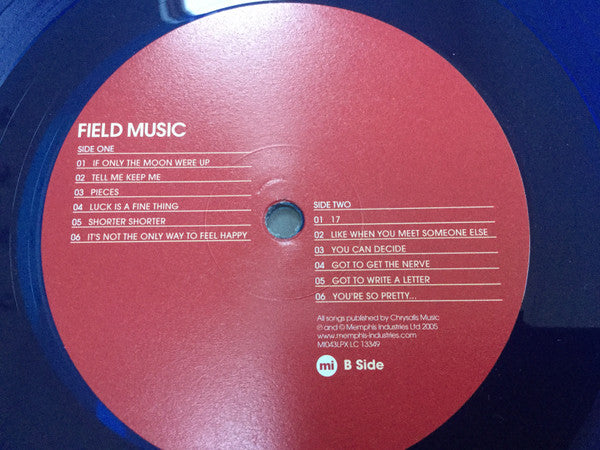 FIELD MUSIC
SIDE ONE
01 IF ONLY THE MOON WERE UP
02 TELL ME KEEP ME
03 PIECES
04 LUCK IS A FINE THING
05 SHORTER SHORTER
06 IT'S NOT THE ONLY WAY TO FEEL HAPPY
SIDE TWO
01 17
02 LIKE WHEN YOU MEET SOMEONE ELSE
03 YOU CAN DECIDE
04 GOT TO GET THE NERVE
05 GOT TO WRITE A LETTER
06 YOU'RE SO PRETTY...
All songs published by Chrysalis Music
℗ and © Memphis Industries Ltd 2005
www.memphis-industries.com
MI043LPX LC 13349
mi B Side